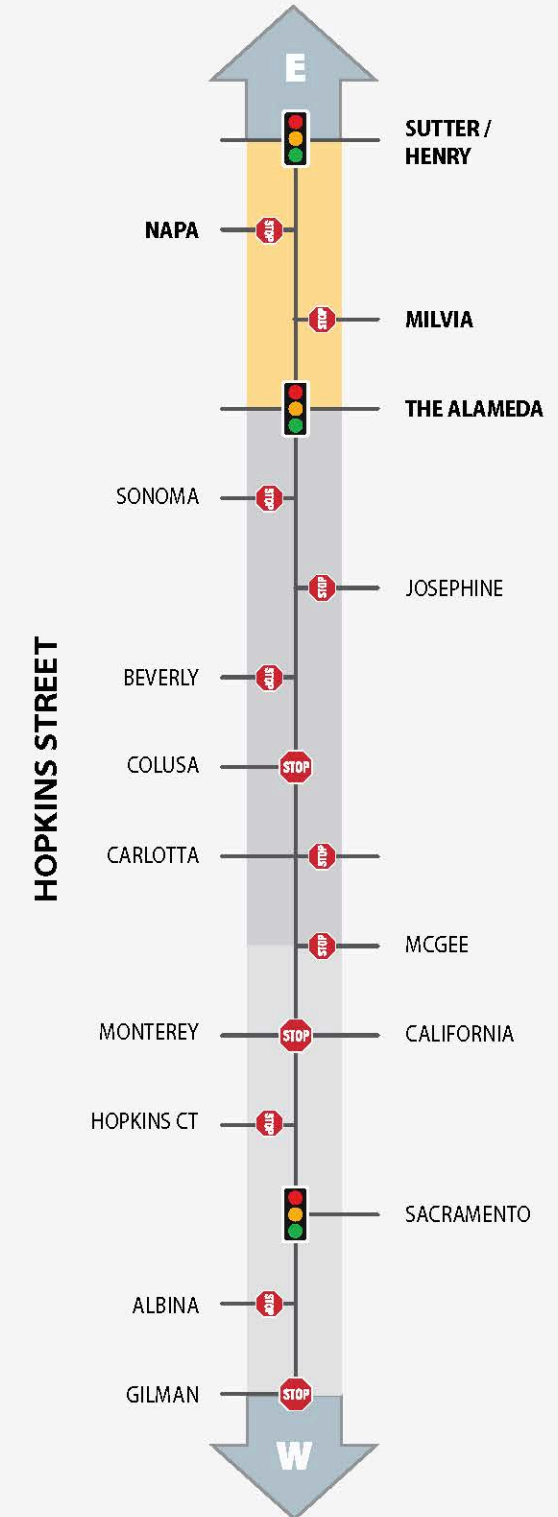 E
SUTTER /
HENRY
NAPA
STOP
STOP
MILVIA
THE ALAMEDA
SONOMA
STOP
STOP
JOSEPHINE
BEVERLY
STOP
COLUSA
STOP
CARLOTTA
STOP
STOP
MCGEE
MONTEREY
STOP
CALIFORNIA
HOPKINS CT
STOP
SACRAMENTO
ALBINA
STOP
GILMAN
STOP
W
HOPKINS STREET